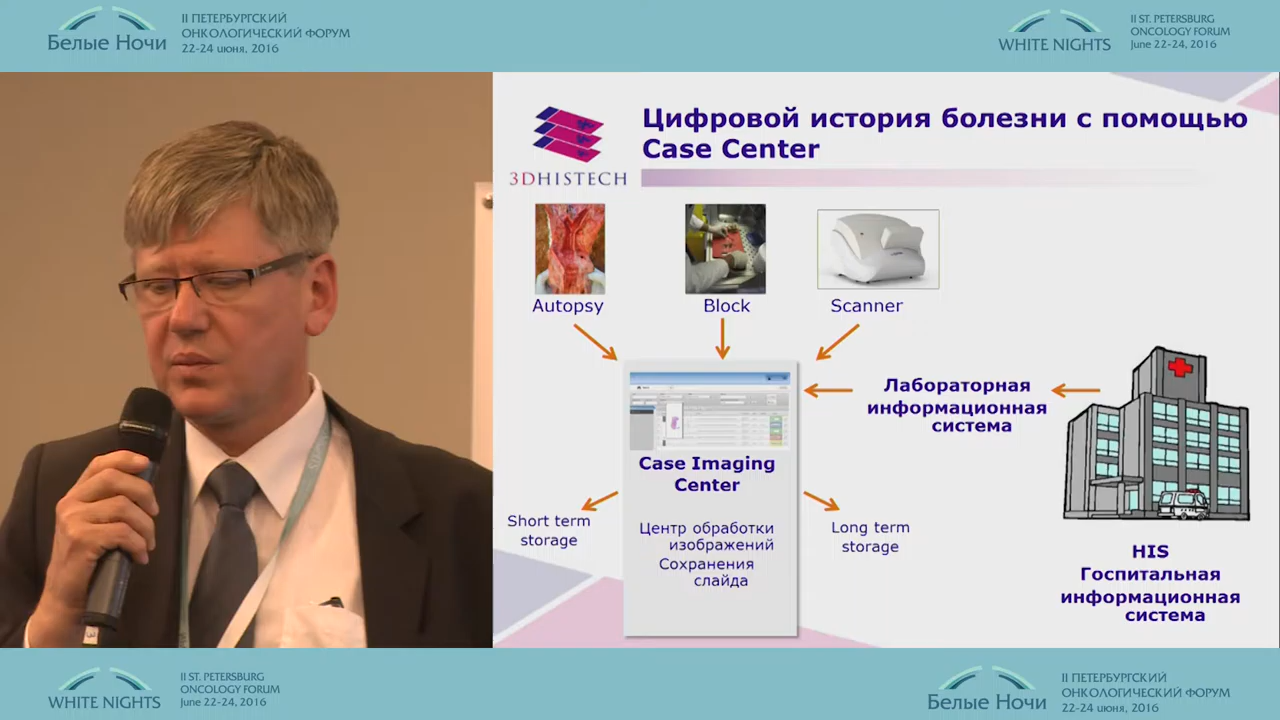 Белые Ночи
II ПЕТЕРБУРГСКИЙ
ОНКОЛОГИЧЕСКИЙ ФОРУМ
22-24 июня, 2016
WHITE NIGHTS
II ST. PETERSBURG
ONCOLOGY FORUM
June 22-24, 2016
3DHISTECH
Цифровой история болезни с помощью
Case Center
Autopsy
Block
Scanner
Лабораторная
информационная
система
Case Imaging
Center
Short term
storage
Центр обработки
изображений
Сохранения
слайда
Long term
storage
HIS
Госпитальная
информационная
система
WHITE NIGHTS
II ST. PETERSBURG
ONCOLOGY FORUM
June 22-24, 2016
Белые Ночи
II ПЕТЕРБУРГСКИЙ
ОНКОЛОГИЧЕСКИЙ ФОРУМ
22-24 июня, 2016